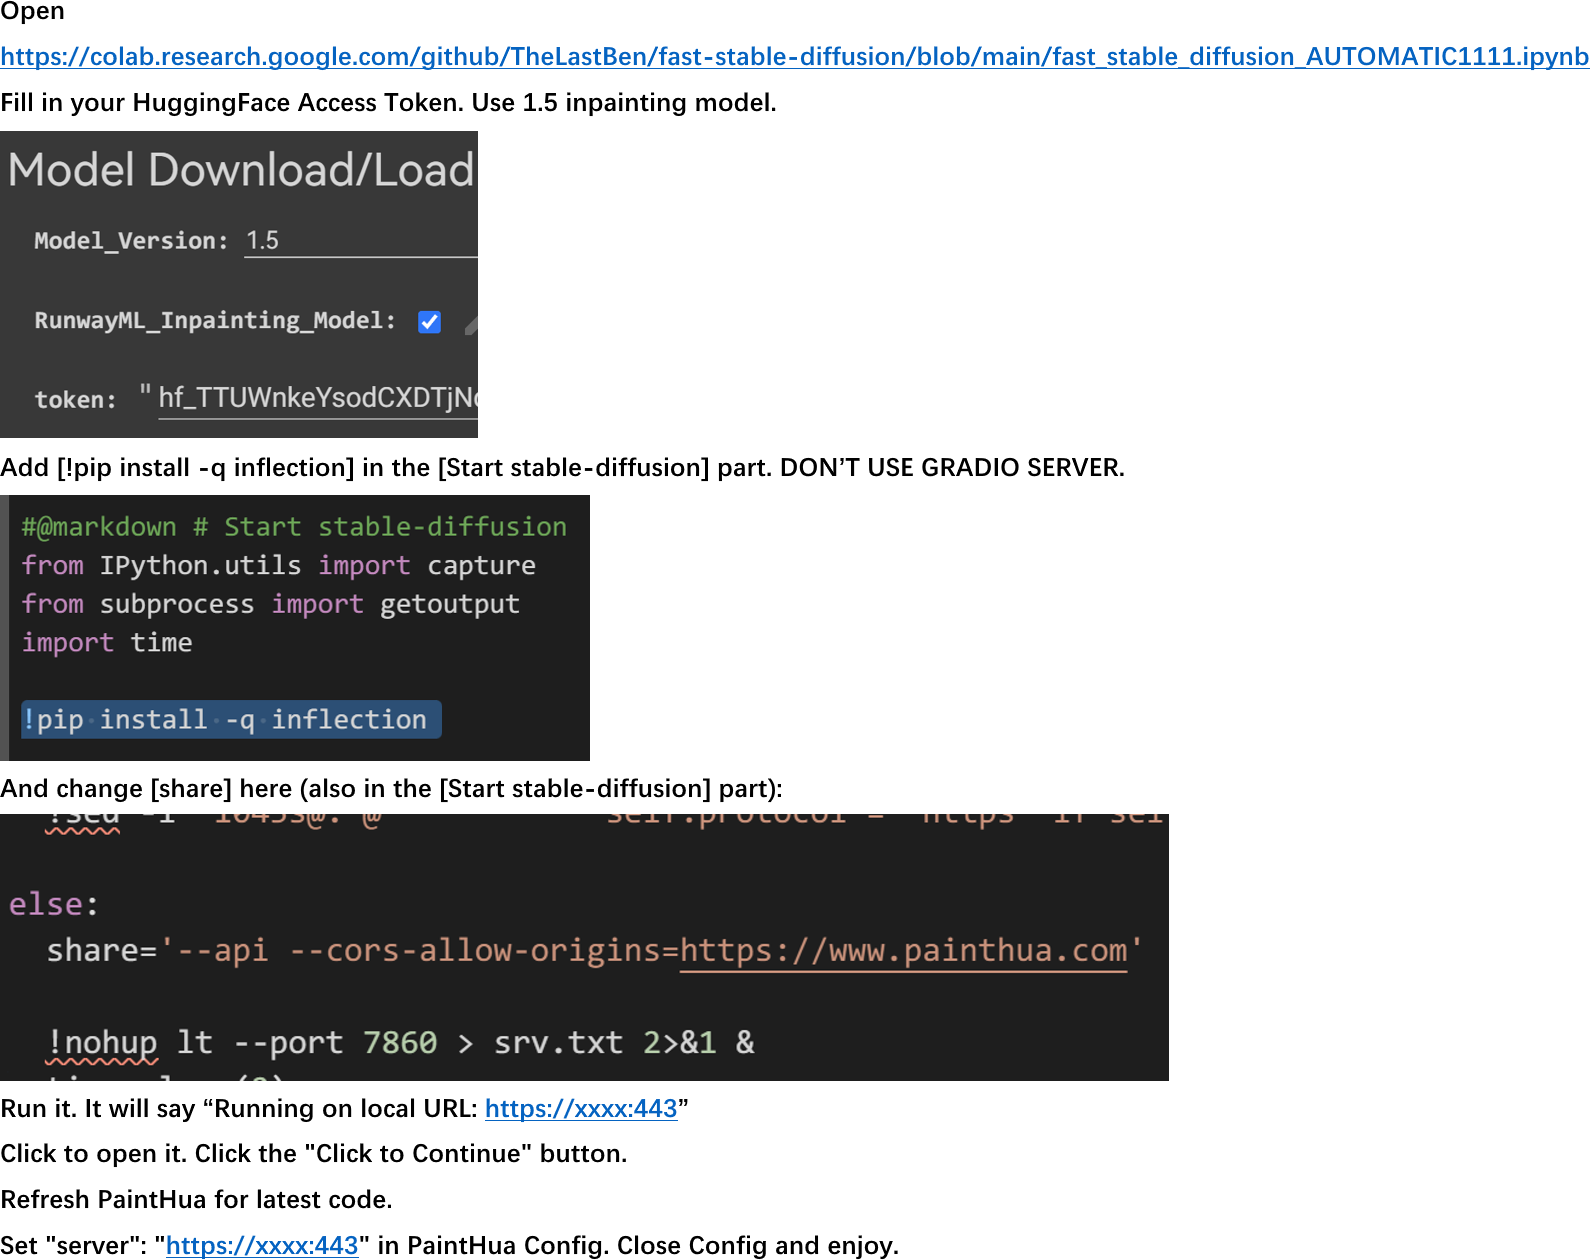 Open
https://colab.research.google.com/github/TheLastBen/fast-stable-diffusion/blob/main/fast_stable_diffusion_AUTOMATIC1111.ipynb
Fill in your HuggingFace Access Token. Use 1.5 inpainting model.
Model Download/Load
Model_Version: 1.5
RunwayML_Inpainting_Model:
token: "hf_TTUWnkeYsodCXDTjN
Add [!pip install -q inflection] in the [Start stable-diffusion] part. DON’T USE GRADIO SERVER.
#@markdown # Start stable-diffusion
from IPython.utils import capture
from subprocess import getoutput
import time
!pip install -q inflection
And change [share] here (also in the [Start stable-diffusion] part):
else:
share='--api --cors-allow-origins=https://www.painthua.com'
!nohup lt --port 7860 > srv.txt 2>&1 &
Run it. It will say “Running on local URL: https://xxxx:443”
Click to open it. Click the "Click to Continue" button.
Refresh PaintHua for latest code.
Set "server": "https://xxxx:443" in PaintHua Config. Close Config and enjoy.